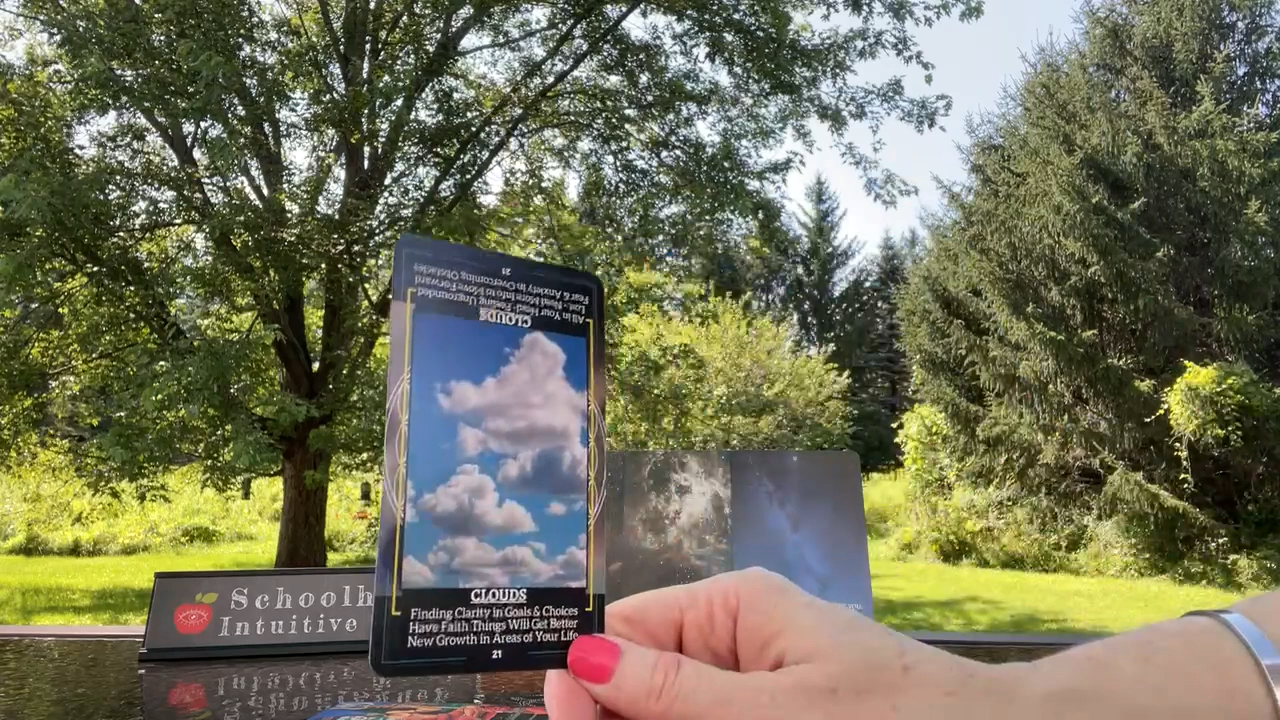 21
Fear & Anxiety in Overcoming Obstacles
Lost - Need More Info to Move Forward
All in Your Head- Feeling Ungrounded
CLOUDS
CLOUDS
Finding Clarity in Goals & Choices
Have Faith Things Will Get Better
New Growth in Areas of Your Life
21
Schoolh
Intuitive
YOU.